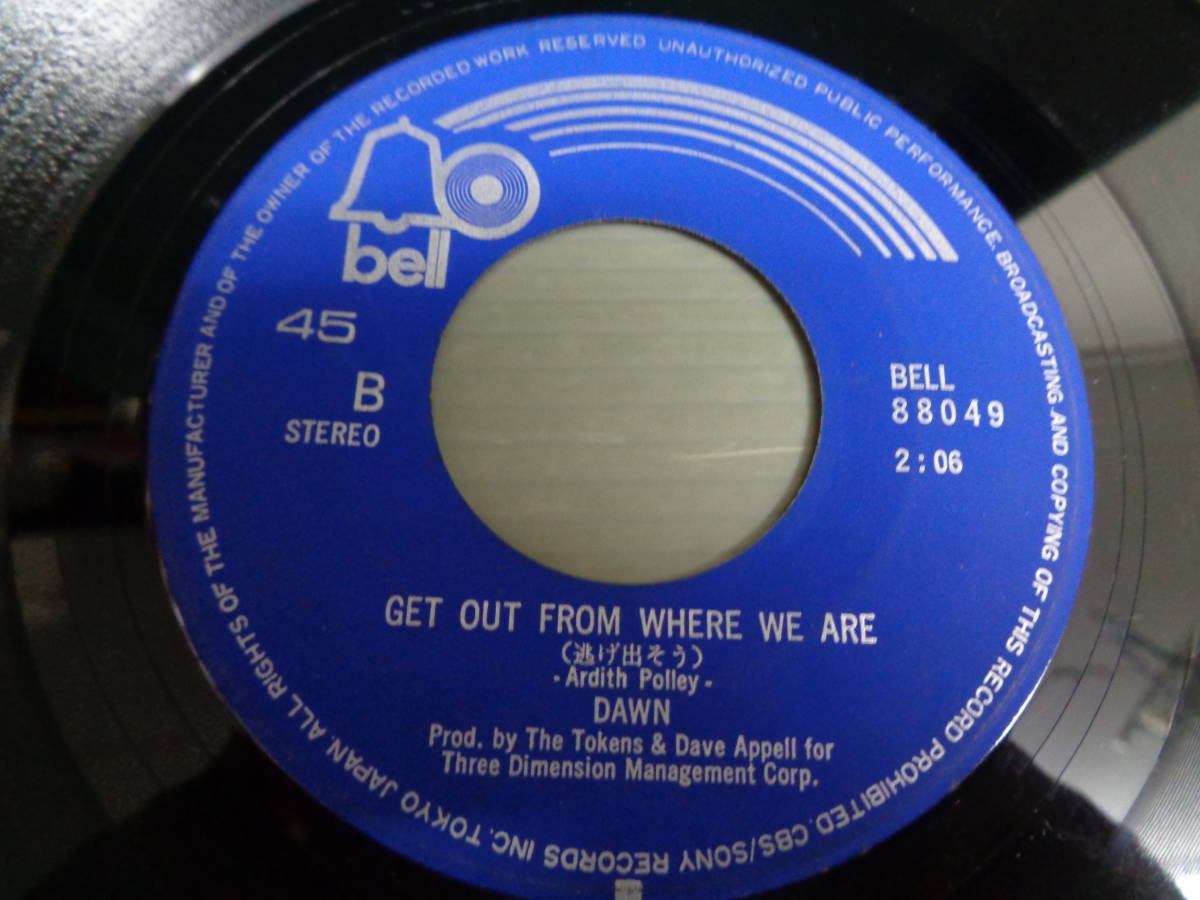 bell
45
B
STEREO
BELL
88049
2:06
GET OUT FROM WHERE WE ARE
(逃げ出そう)
- Ardith Polley -
DAWN
Prod. by The Tokens & Dave Appell for
Three Dimension Management Corp.
ALL RIGHTS OF THE MANUFACTURER AND OF THE OWNER OF THE RECORDED WORK RESERVED UNAUTHORIZED PUBLIC PERFORMANCE. BROADCASTING AND COPYING OF THIS RECORD PROHIBITED. CBS/SONY RECORDS INC. TOKYO JAPAN.